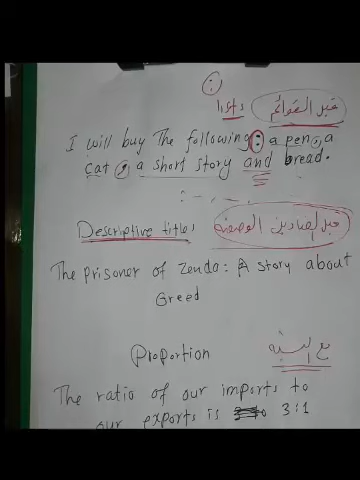 :
lists قبل القوائم
I will buy The following : a pen, a
cat, a short story and bread.
Descriptive titles قبل العناوين الوصفية
The prisoner of Zenda: A story about
Greed
Proportion مع النسبة
The ratio of our imports to
our exports is 3:1